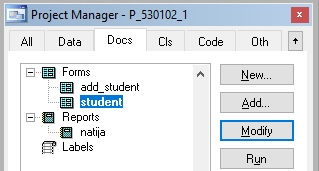 Project Manager - P_530102_1
All Data Docs Cls Code Oth
Forms
add_student
student
Reports
natija
Labels
New...
Add...
Modify
Run